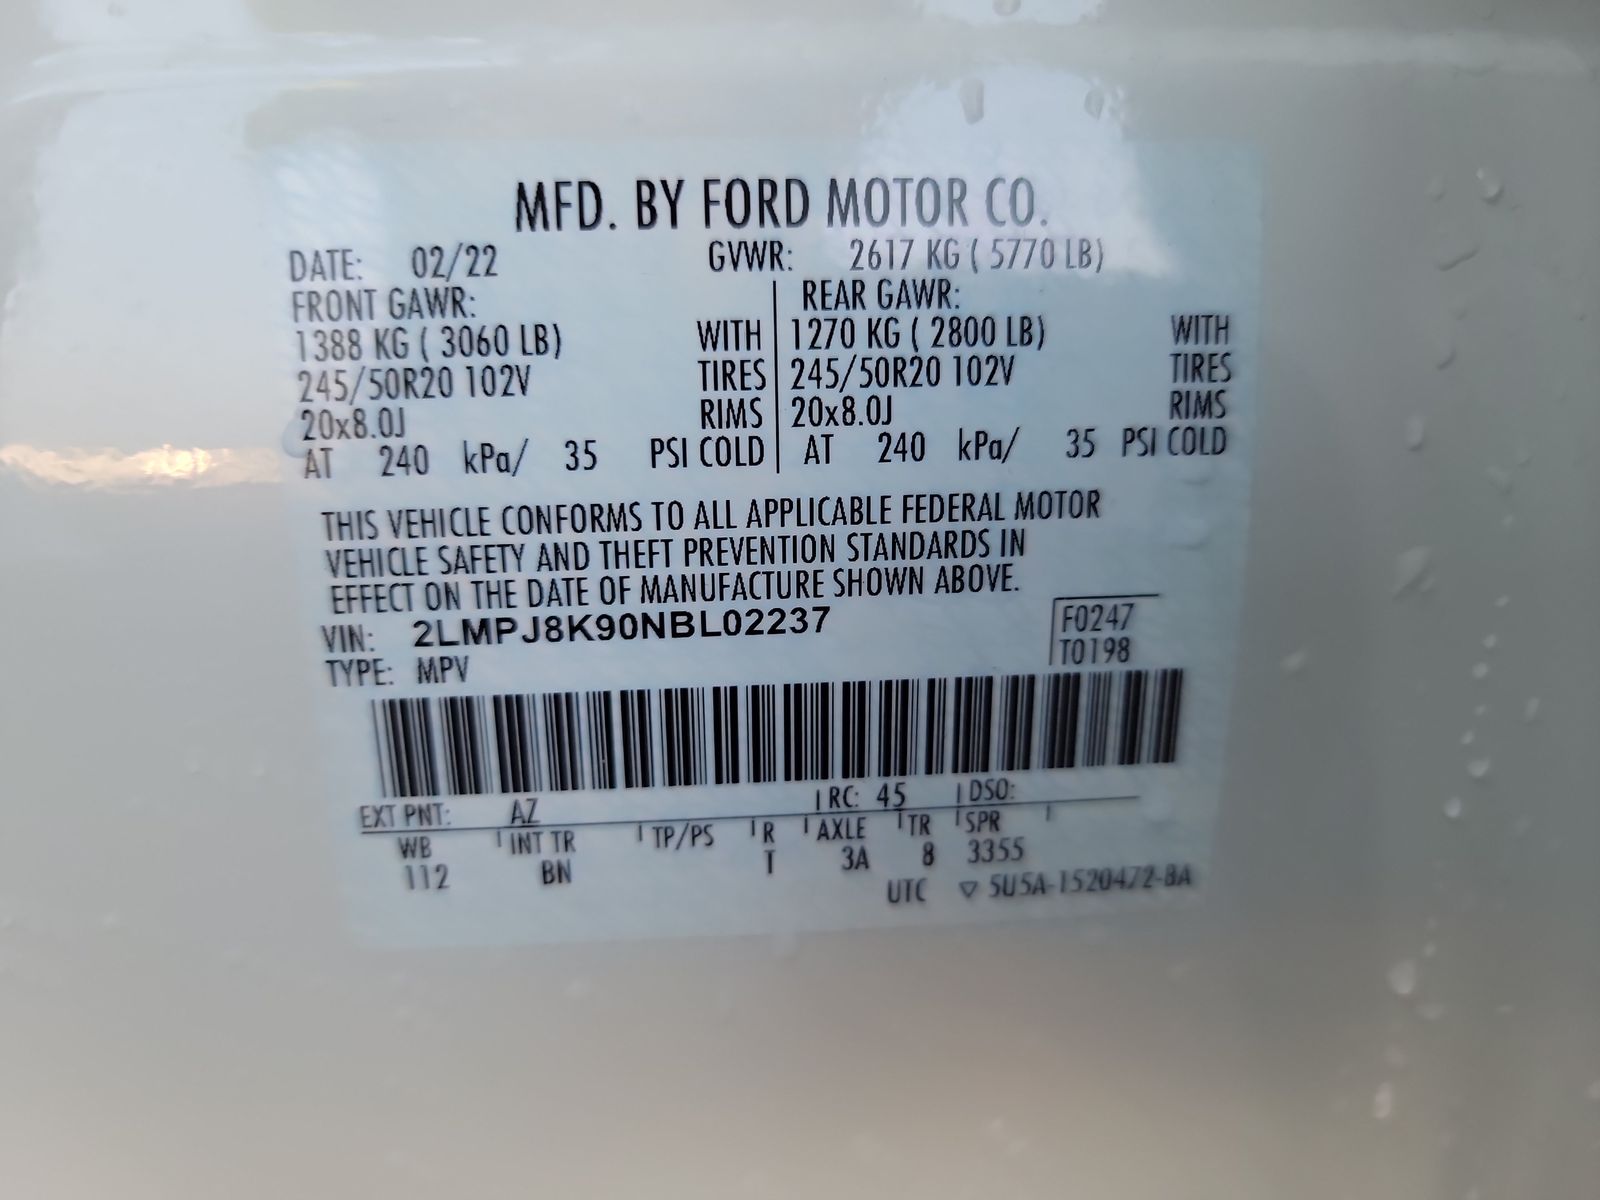 MFD. BY FORD MOTOR CO.
DATE: 02/22 GVWR: 2617 KG ( 5770 LB)
FRONT GAWR: REAR GAWR:
1388 KG ( 3060 LB) WITH 1270 KG ( 2800 LB) WITH
245/50R20 102V TIRES 245/50R20 102V TIRES
20x8.0J RIMS 20x8.0J RIMS
AT 240 kPa/ 35 PSI COLD AT 240 kPa/ 35 PSI COLD
THIS VEHICLE CONFORMS TO ALL APPLICABLE FEDERAL MOTOR
VEHICLE SAFETY AND THEFT PREVENTION STANDARDS IN
EFFECT ON THE DATE OF MANUFACTURE SHOWN ABOVE.
VIN: 2LMPJ8K90NBL02237 F0247
TYPE: MPV T0198
EXT PNT: AZ RC: 45 DSO:
WB INT TR TP/PS R AXLE TR SPR
112 BN T 3A 8 3355
UTC ▽ 5U5A-1520472-BA